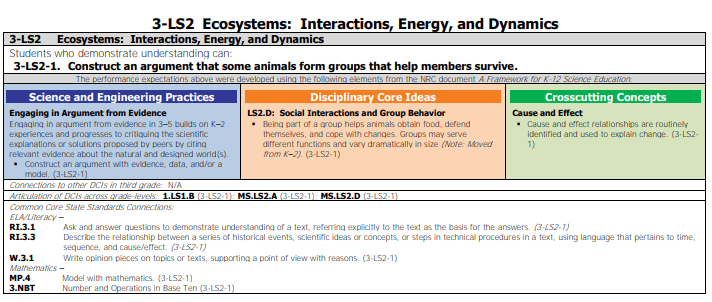 3-LS2 Ecosystems: Interactions, Energy, and Dynamics
3-LS2 Ecosystems: Interactions, Energy, and Dynamics
Students who demonstrate understanding can:
3-LS2-1. Construct an argument that some animals form groups that help members survive.
The performance expectations above were developed using the following elements from the NRC document A Framework for K-12 Science Education:
Science and Engineering Practices
Engaging in Argument from Evidence
Engaging in argument from evidence in 3–5 builds on K–2
experiences and progresses to critiquing the scientific
explanations or solutions proposed by peers by citing
relevant evidence about the natural and designed world(s).
• Construct an argument with evidence, data, and/or a
model. (3-LS2-1)
Disciplinary Core Ideas
LS2.D: Social Interactions and Group Behavior
• Being part of a group helps animals obtain food, defend
themselves, and cope with changes. Groups may serve
different functions and vary dramatically in size (Note: Moved
from K–2). (3-LS2-1)
Crosscutting Concepts
Cause and Effect
• Cause and effect relationships are routinely
identified and used to explain change. (3-LS2-
1)
Connections to other DCIs in third grade: N/A
Articulation of DCIs across grade-levels: 1.LS1.B (3-LS2-1); MS.LS2.A (3-LS2-1); MS.LS2.D (3-LS2-1)
Common Core State Standards Connections:
ELA/Literacy –
RI.3.1 Ask and answer questions to demonstrate understanding of a text, referring explicitly to the text as the basis for the answers. (3-LS2-1)
RI.3.3 Describe the relationship between a series of historical events, scientific ideas or concepts, or steps in technical procedures in a text, using language that pertains to time,
sequence, and cause/effect. (3-LS2-1)
W.3.1 Write opinion pieces on topics or texts, supporting a point of view with reasons. (3-LS2-1)
Mathematics –
MP.4 Model with mathematics. (3-LS2-1)
3.NBT Number and Operations in Base Ten (3-LS2-1)